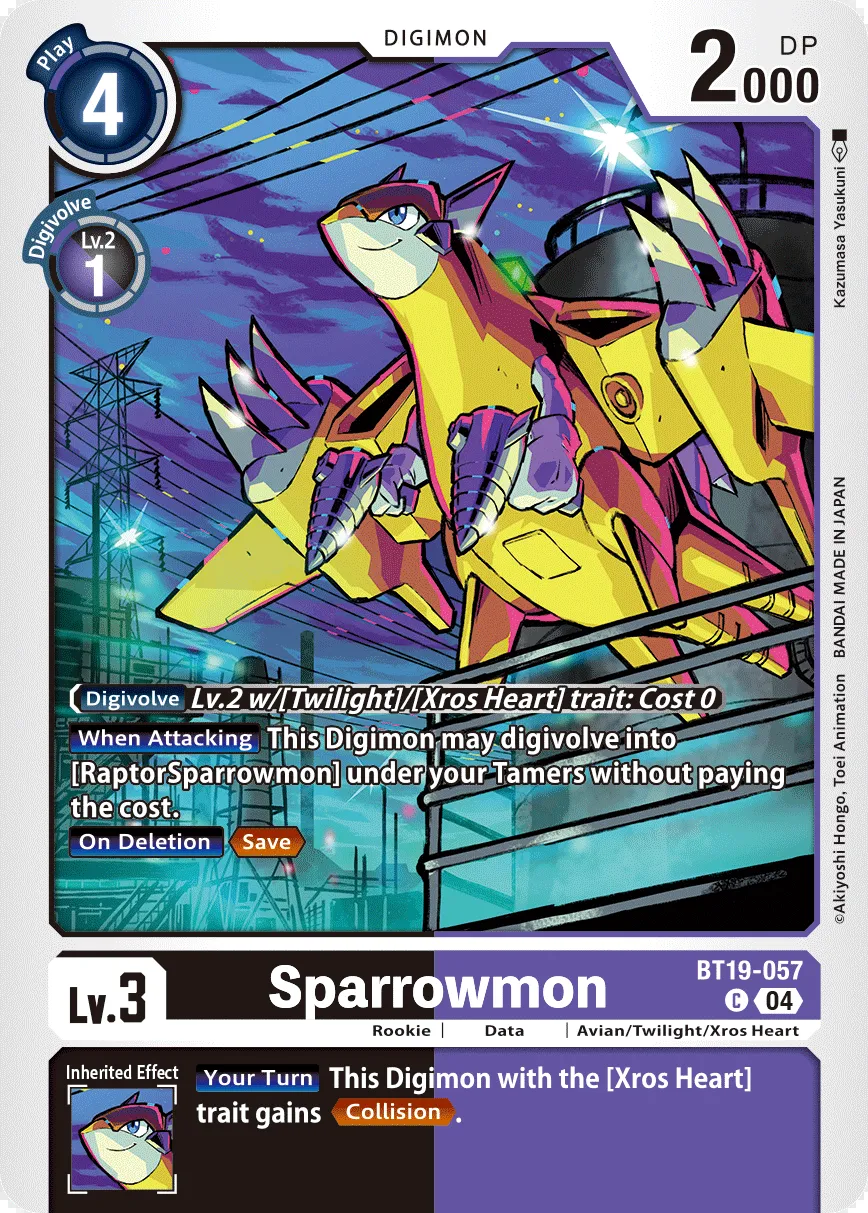 DIGIMON
Play
4
DP
2000
Digivolve
Lv.2
1
Kazumasa Yasukuni
BANDAI MADE IN JAPAN
©Akiyoshi Hongo, Toei Animation
Digivolve Lv.2 w/[Twilight]/[Xros Heart] trait: Cost 0
When Attacking This Digimon may digivolve into
[RaptorSparrowmon] under your Tamers without paying
the cost.
On Deletion Save
Lv.3
Sparrowmon
BT19-057
C 04
Rookie | Data | Avian/Twilight/Xros Heart
Inherited Effect
Your Turn This Digimon with the [Xros Heart]
trait gains Collision.